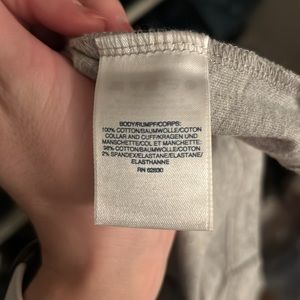 BODY/RUMPF/CORPS:
100% COTTON/BAUMWOLLE/COTON
COLLAR AND CUFF/KRAGEN UND
MANSCHETTE/COL ET MANCHETTE:
98% COTTON/BAUMWOLLE/COTON
2% SPANDEX/ELASTANE/ELASTANE/
ELASTHANNE
RN 62830